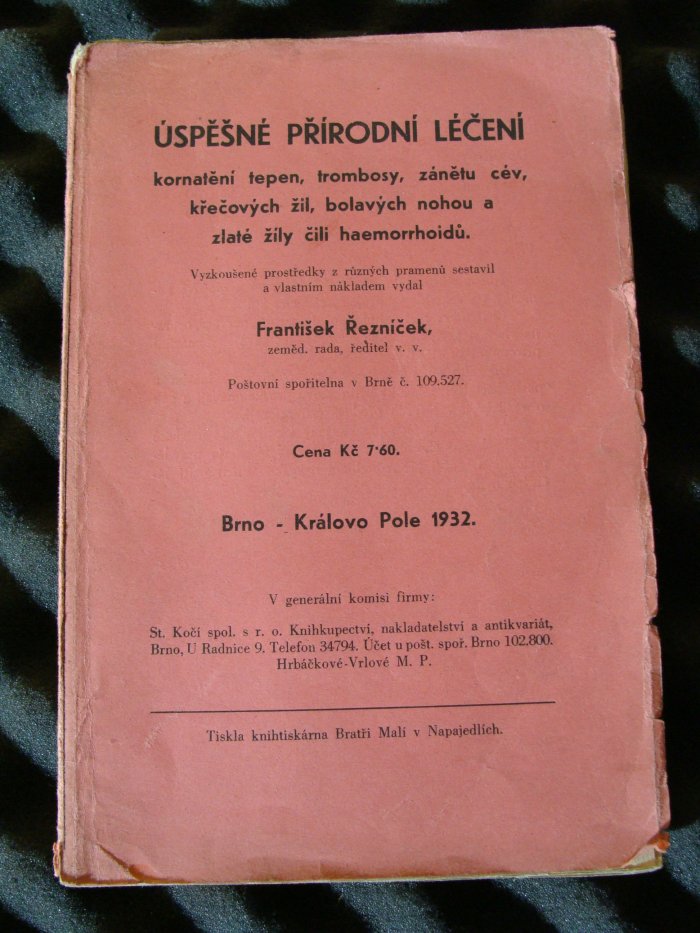 ÚSPĚŠNÉ PŘÍRODNÍ LÉČENÍ
kornatění tepen, trombosy, zánětu cév,
křečových žil, bolavých nohou a
zlaté žíly čili haemorrhoidů.
Vyzkoušené prostředky z různých pramenů sestavil
a vlastním nákladem vydal
František Řezníček,
zeměd. rada, ředitel v. v.
Poštovní spořitelna v Brně č. 109.527.
Cena Kč 7·60.
Brno - Královo Pole 1932.
V generální komisi firmy:
St. Kočí spol. s r. o. Knihkupectví, nakladatelství a antikvariát,
Brno, U Radnice 9. Telefon 34794. Účet u pošt. spoř. Brno 102.800.
Hrbáčkové-Vrlové M. P.
Tiskla knihtiskárna Bratři Malí v Napajedlích.